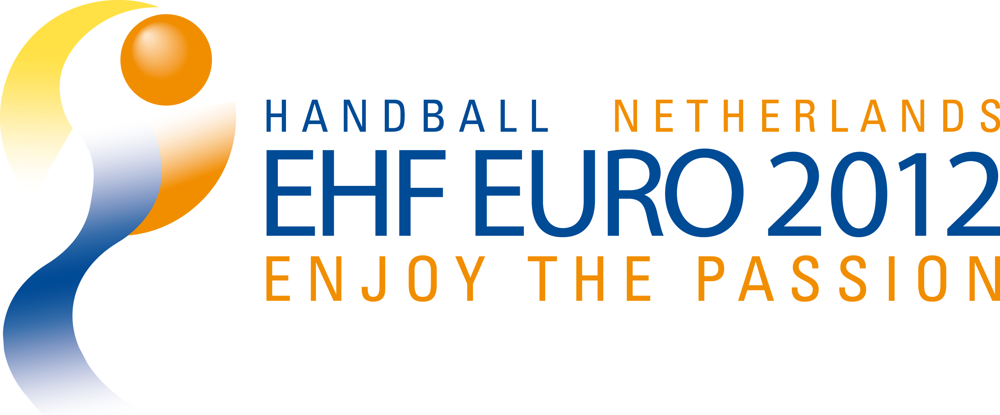 HANDBALL NETHERLANDS
EHF EURO 2012
ENJOY THE PASSION